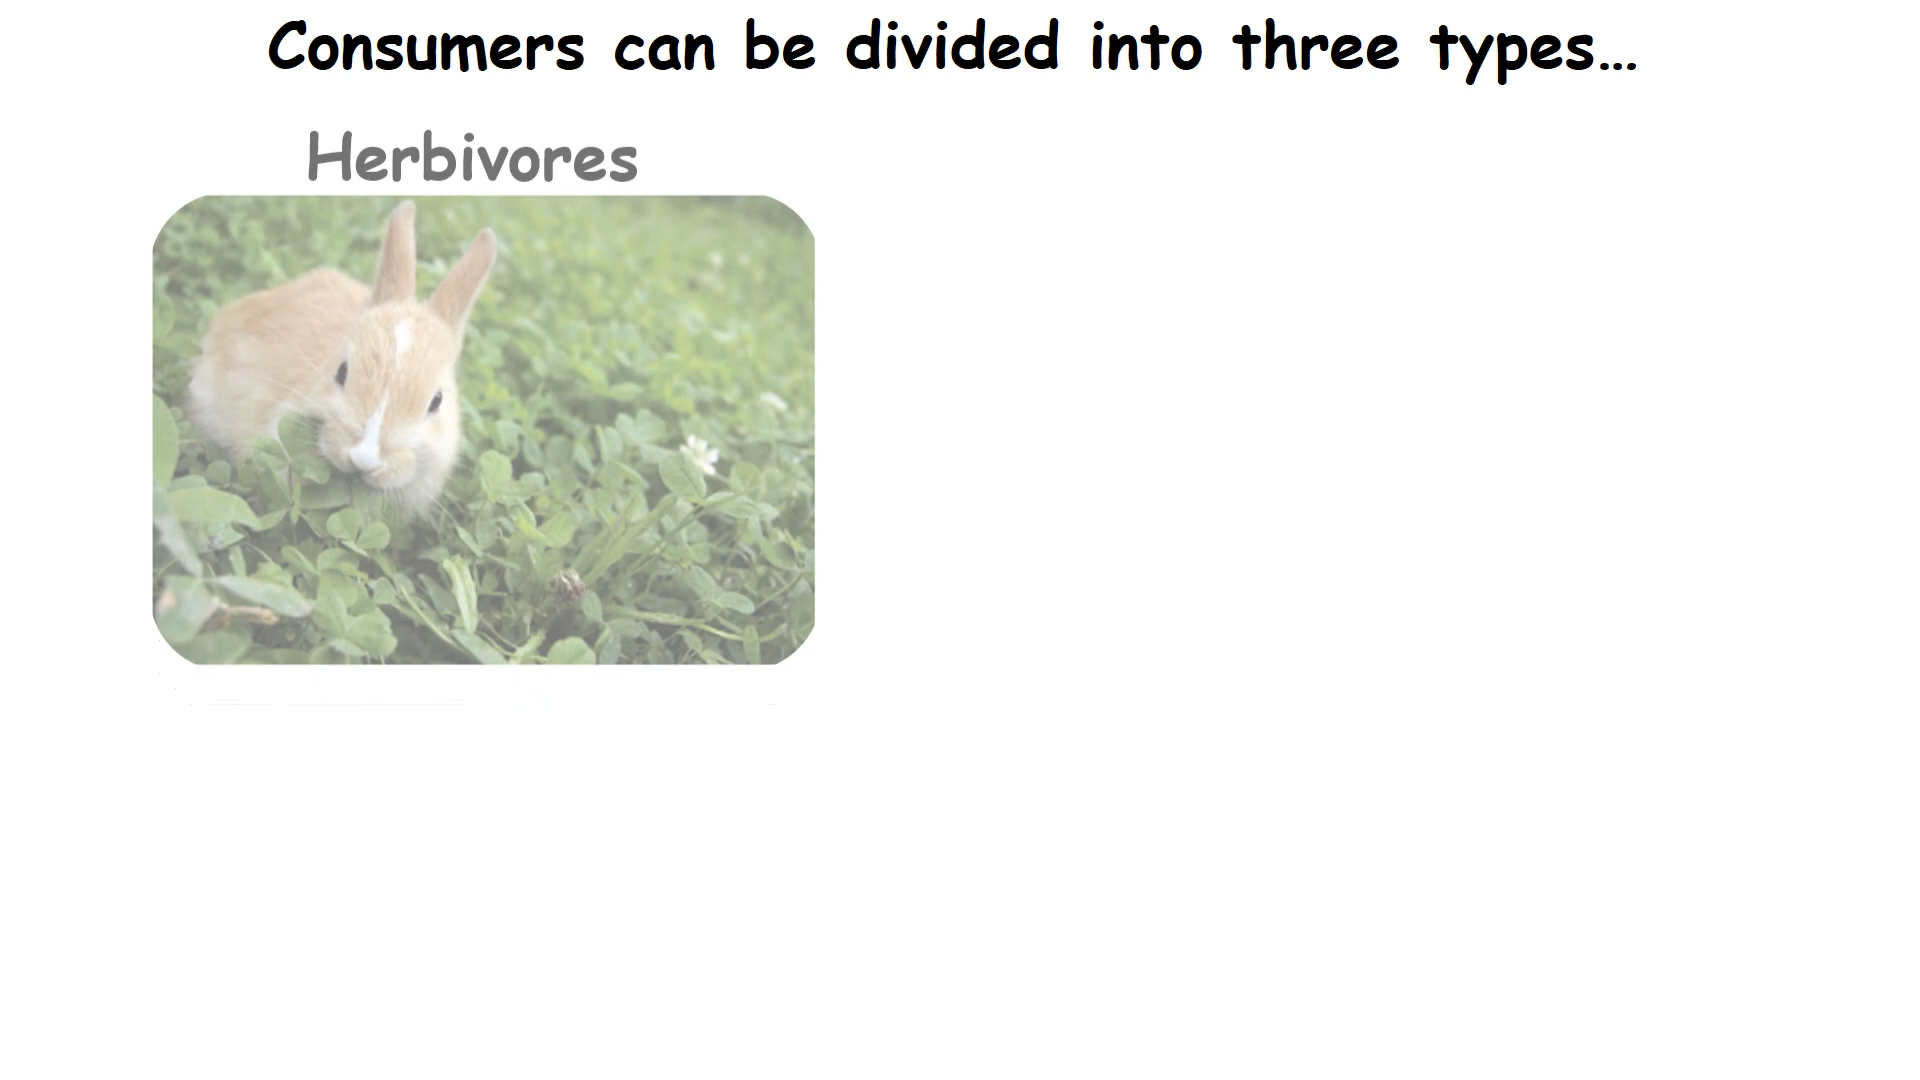 Consumers can be divided into three types…
Herbivores